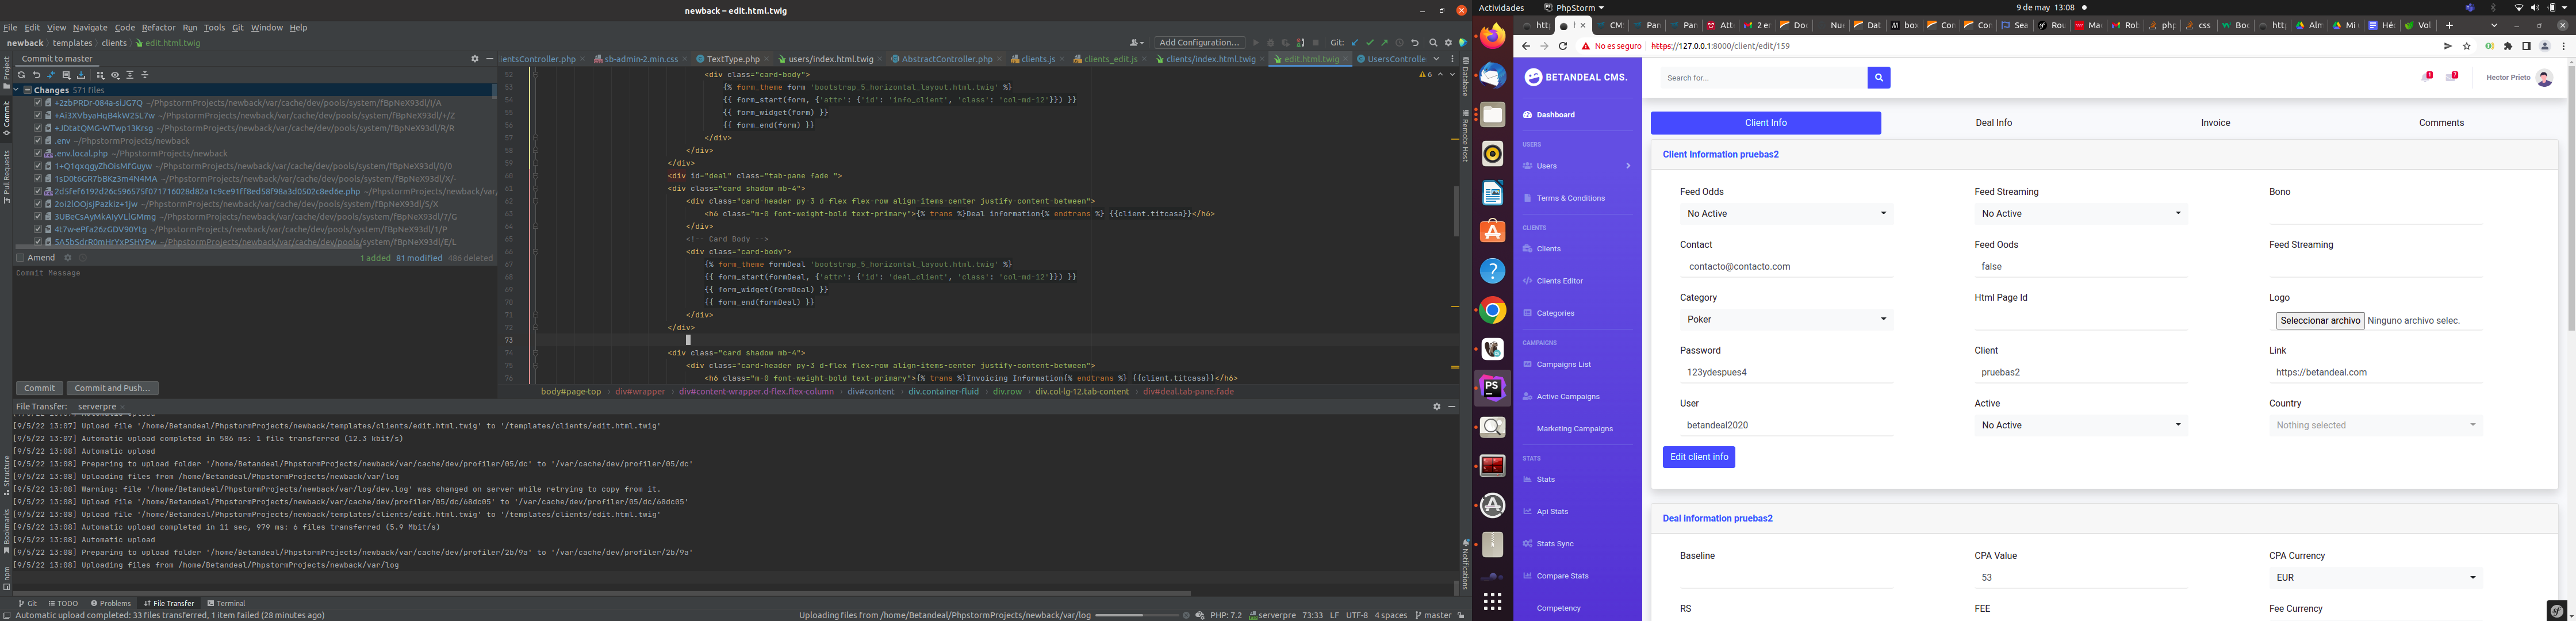 newback – edit.html.twig
File Edit View Navigate Code Refactor Run Tools Git Window Help
newback templates clients edit.html.twig
Add Configuration...
Git:
Commit to master
Changes 571 files
+2zbPRDr-084a-siJG7Q ~/PhpstormProjects/newback/var/cache/dev/pools/system/fBpNeX93dl/I/A
+Ai3XVbyaHqB4kW25L7w ~/PhpstormProjects/newback/var/cache/dev/pools/system/fBpNeX93dl/+/Z
+JDtatQMG-WTwp13Krsg ~/PhpstormProjects/newback/var/cache/dev/pools/system/fBpNeX93dl/R/R
.env ~/PhpstormProjects/newback
.env.local.php ~/PhpstormProjects/newback
1+Q1qxqgyZhOisMfGuyw ~/PhpstormProjects/newback/var/cache/dev/pools/system/fBpNeX93dl/0/0
1sD0t6GR7bBKz3m4N4MA ~/PhpstormProjects/newback/var/cache/dev/pools/system/fBpNeX93dl/X/-
2d5fef6192d26c596575f071716028d82a1c9ce91ff8ed58f98a3d0502c8ed6e.php ~/PhpstormProjects/newback/var/
2oi2lOOjsjPazkiz+1jw ~/PhpstormProjects/newback/var/cache/dev/pools/system/fBpNeX93dl/S/X
3UBeCsAyMkAIyVLlGMmg ~/PhpstormProjects/newback/var/cache/dev/pools/system/fBpNeX93dl/7/G
4t7w-ePfa26zGDV90Ytg ~/PhpstormProjects/newback/var/cache/dev/pools/system/fBpNeX93dl/1/P
5A5bSdrR0mHrYxPSHYPw ~/PhpstormProjects/newback/var/cache/dev/pools/system/fBpNeX93dl/E/L
Amend
1 added 81 modified 486 deleted
Commit Message
Commit
Commit and Push...
ientsController.php sb-admin-2.min.css TextType.php users/index.html.twig AbstractController.php clients.js clients_edit.js clients/index.html.twig edit.html.twig UsersControlle
6
52 <div class="card-body">
53 {% form_theme form 'bootstrap_5_horizontal_layout.html.twig' %}
54 {{ form_start(form, {'attr': {'id': 'info_client', 'class': 'col-md-12'}}) }}
55 {{ form_widget(form) }}
56 {{ form_end(form) }}
57 </div>
58 </div>
59 </div>
60 <div id="deal" class="tab-pane fade ">
61 <div class="card shadow mb-4">
62 <div class="card-header py-3 d-flex flex-row align-items-center justify-content-between">
63 <h6 class="m-0 font-weight-bold text-primary">{% trans %}Deal information{% endtrans %} {{client.titcasa}}</h6>
64 </div>
65 <!-- Card Body -->
66 <div class="card-body">
67 {% form_theme formDeal 'bootstrap_5_horizontal_layout.html.twig' %}
68 {{ form_start(formDeal, {'attr': {'id': 'deal_client', 'class': 'col-md-12'}}) }}
69 {{ form_widget(formDeal) }}
70 {{ form_end(formDeal) }}
71 </div>
72 </div>
73
74 <div class="card shadow mb-4">
75 <div class="card-header py-3 d-flex flex-row align-items-center justify-content-between">
76 <h6 class="m-0 font-weight-bold text-primary">{% trans %}Invoicing Information{% endtrans %} {{client.titcasa}}</h6>
body#page-top div#wrapper div#content-wrapper.d-flex.flex-column div#content div.container-fluid div.row div.col-lg-12.tab-content div#deal.tab-pane.fade
File Transfer: serverpre
[9/5/22 13:07] Upload file '/home/Betandeal/PhpstormProjects/newback/templates/clients/edit.html.twig' to '/templates/clients/edit.html.twig'
[9/5/22 13:07] Automatic upload completed in 586 ms: 1 file transferred (12.3 kbit/s)
[9/5/22 13:08] Automatic upload
[9/5/22 13:08] Preparing to upload folder '/home/Betandeal/PhpstormProjects/newback/var/cache/dev/profiler/05/dc' to '/var/cache/dev/profiler/05/dc'
[9/5/22 13:08] Uploading files from /home/Betandeal/PhpstormProjects/newback/var/log
[9/5/22 13:08] Warning: file '/home/Betandeal/PhpstormProjects/newback/var/log/dev.log' was changed on server while retrying to copy from it.
[9/5/22 13:08] Upload file '/home/Betandeal/PhpstormProjects/newback/var/cache/dev/profiler/05/dc/68dc05' to '/var/cache/dev/profiler/05/dc/68dc05'
[9/5/22 13:08] Upload file '/home/Betandeal/PhpstormProjects/newback/templates/clients/edit.html.twig' to '/templates/clients/edit.html.twig'
[9/5/22 13:08] Automatic upload completed in 11 sec, 979 ms: 6 files transferred (5.9 Mbit/s)
[9/5/22 13:08] Automatic upload
[9/5/22 13:08] Preparing to upload folder '/home/Betandeal/PhpstormProjects/newback/var/cache/dev/profiler/2b/9a' to '/var/cache/dev/profiler/2b/9a'
[9/5/22 13:08] Uploading files from /home/Betandeal/PhpstormProjects/newback/var/log
Git TODO Problems File Transfer Terminal
Automatic upload completed: 33 files transferred, 1 item failed (28 minutes ago)
Uploading files from /home/Betandeal/PhpstormProjects/newback/var/log
PHP: 7.2 serverpre 73:33 LF UTF-8 4 spaces master
Project
Commit
Pull Requests
Structure
Bookmarks
npm
Database
Remote Host
Notifications
Actividades PhpStorm
9 de may 13:08
No es seguro https://127.0.0.1:8000/client/edit/159
BETANDEAL CMS.
Search for...
1
7
Hector Prieto
Dashboard
USERS
Users
Terms & Conditions
CLIENTS
Clients
Clients Editor
Categories
CAMPAIGNS
Campaigns List
Active Campaigns
Marketing Campaigns
STATS
Stats
Api Stats
Stats Sync
Compare Stats
Competency
Client Info Deal Info Invoice Comments
Client Information pruebas2
Feed Odds Feed Streaming Bono
No Active No Active
Contact Feed Oods Feed Streaming
contacto@contacto.com false
Category Html Page Id Logo
Poker Seleccionar archivo Ninguno archivo selec.
Password Client Link
123ydespues4 pruebas2 https://betandeal.com
User Active Country
betandeal2020 No Active Nothing selected
Edit client info
Deal information pruebas2
Baseline CPA Value CPA Currency
53 EUR
RS FEE Fee Currency